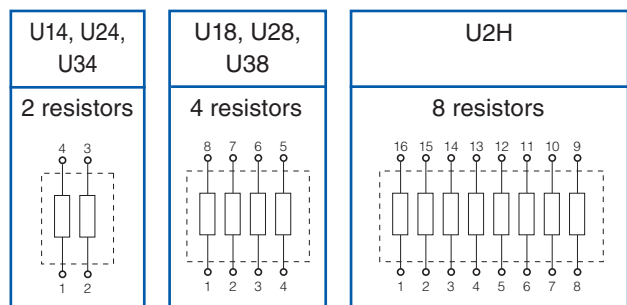 U14, U24,
U34
2 resistors
4 3
1 2
U18, U28,
U38
4 resistors
8 7 6 5
1 2 3 4
U2H
8 resistors
16 15 14 13 12 11 10 9
1 2 3 4 5 6 7 8